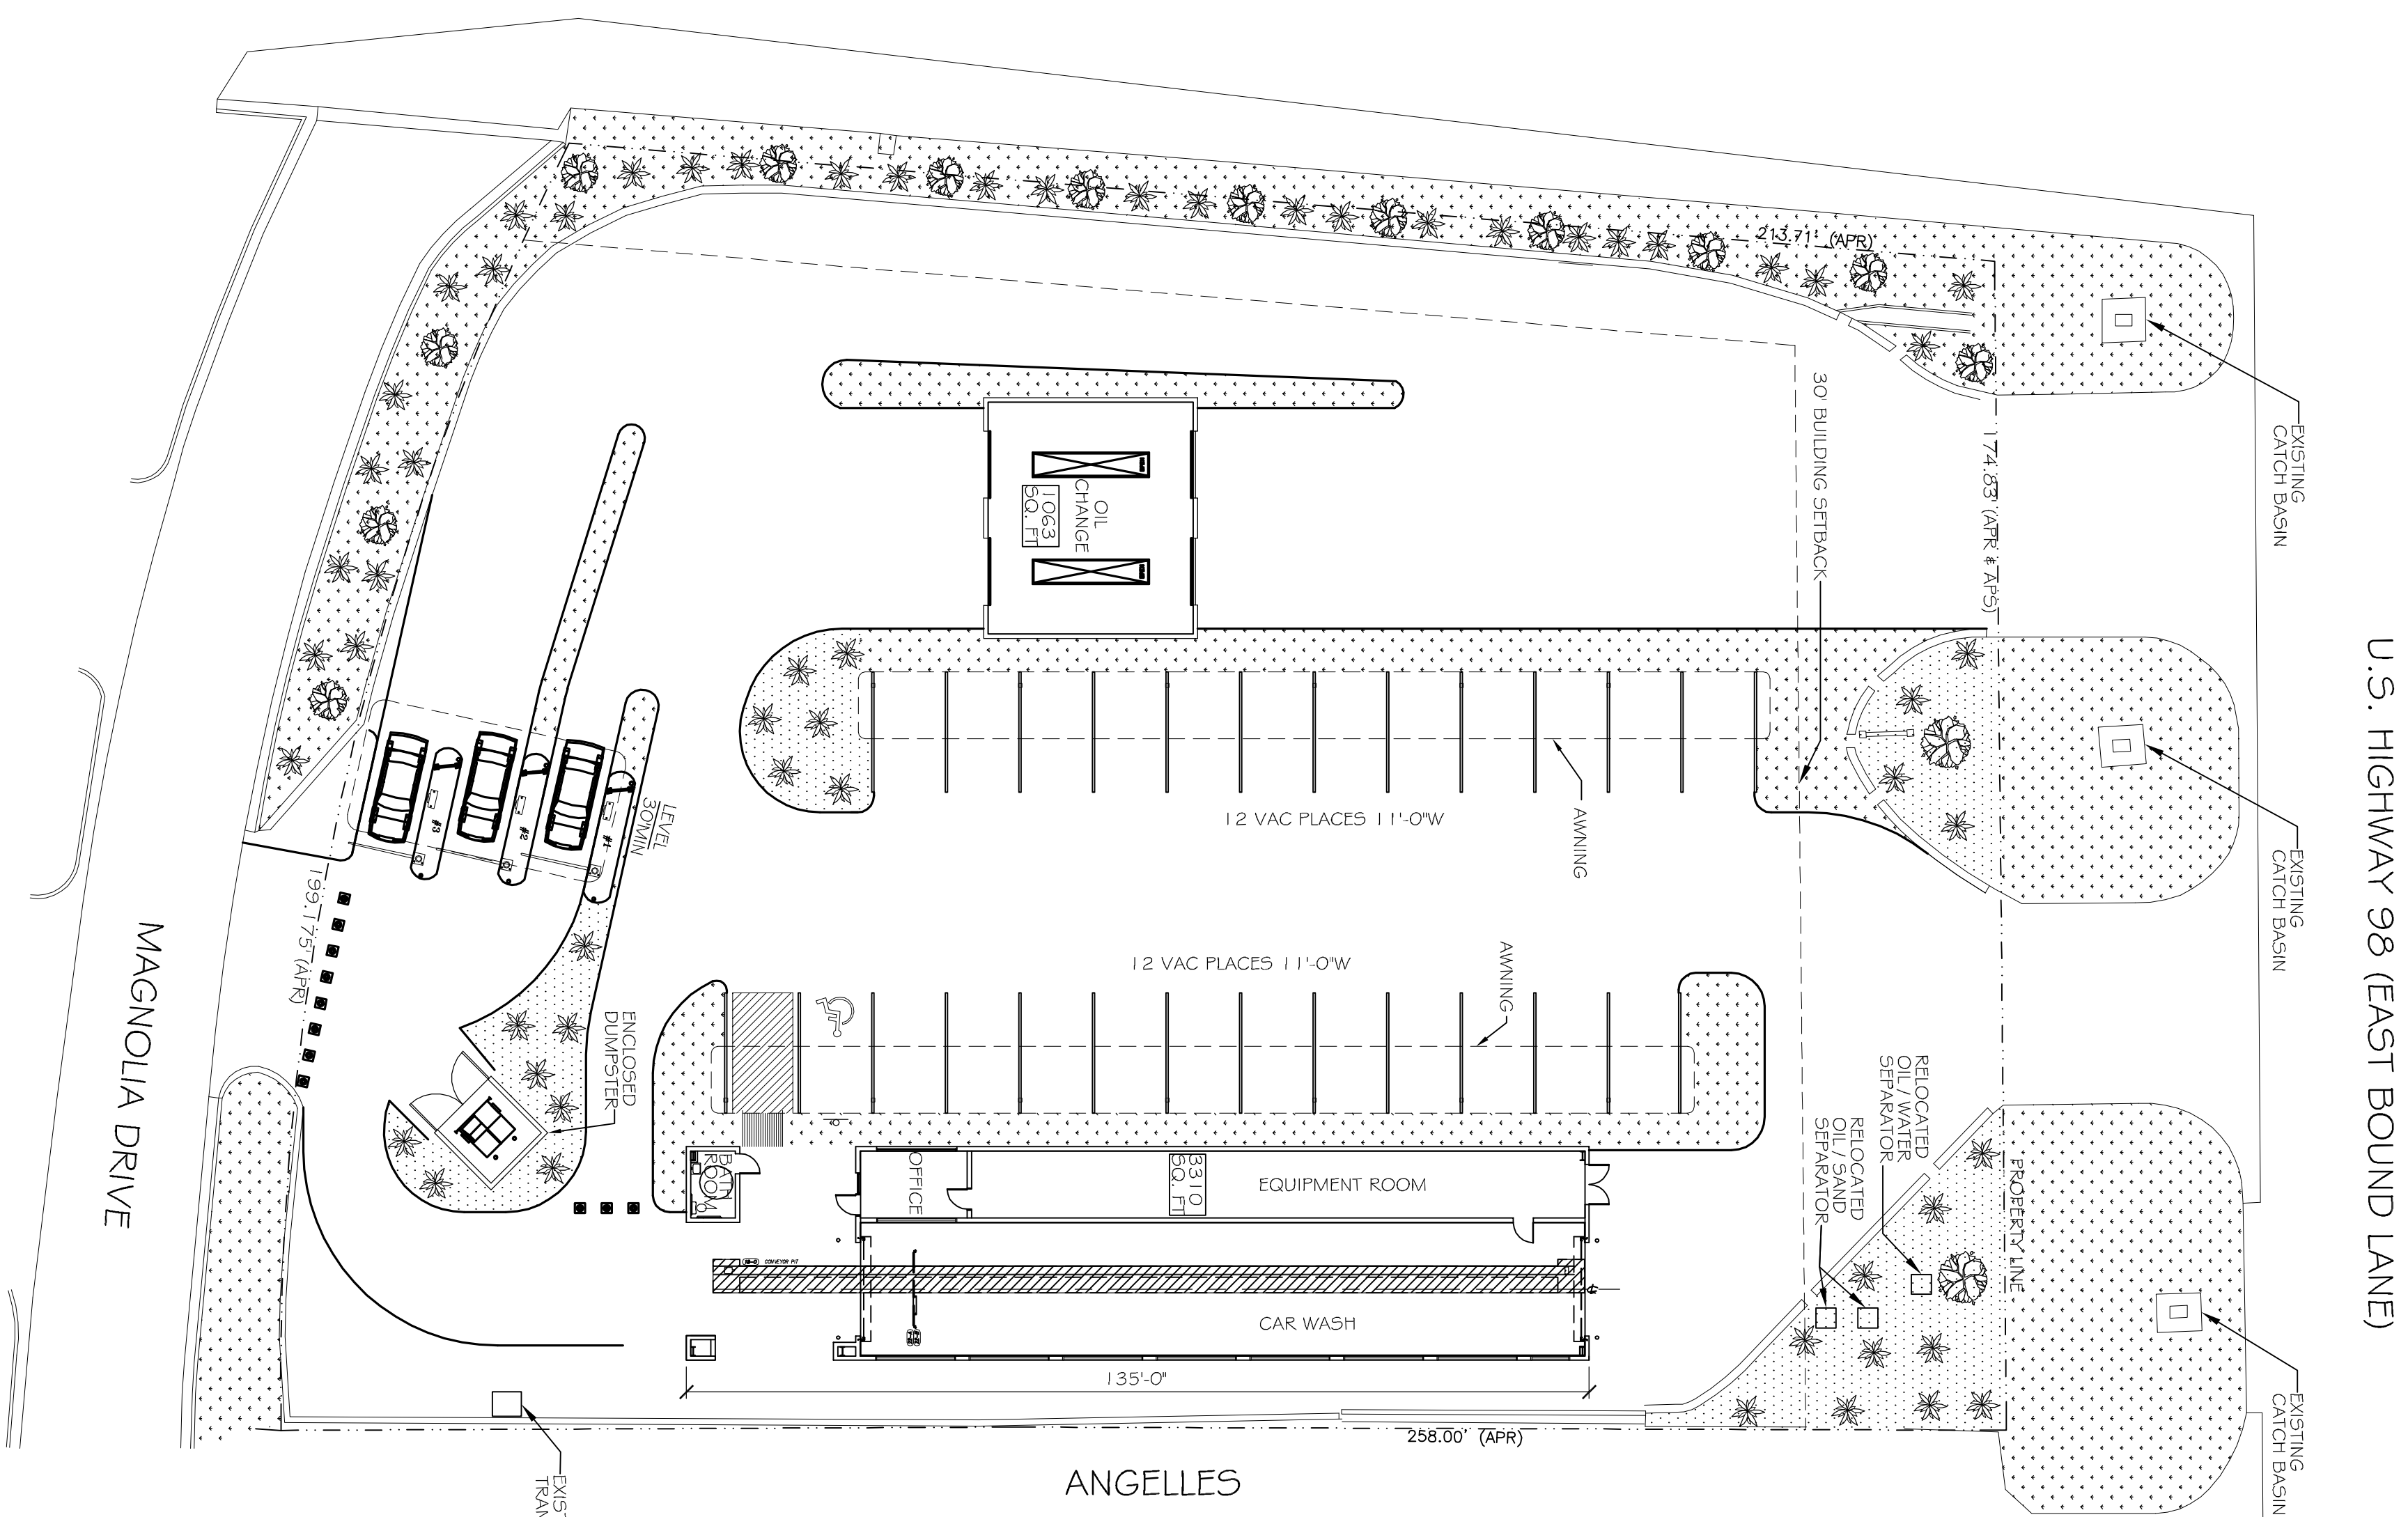 213.71' (APR)
EXISTING
CATCH BASIN
30' BUILDING SETBACK
174.83' (APR & APS)
OIL
CHANGE
1063
SQ. FT
U.S. HIGHWAY 98 (EAST BOUND LANE)
LEVEL
30'MIN
#3
#2
#1
12 VAC PLACES 11'-0"W
AWNING
EXISTING
CATCH BASIN
199.175' (APR)
MAGNOLIA DRIVE
12 VAC PLACES 11'-0"W
AWNING
ENCLOSED
DUMPSTER
RELOCATED
OIL / WATER
SEPARATOR
RELOCATED
OIL / SAND
SEPARATOR
PROPERTY LINE
BATH
ROOM
OFFICE
3310
SQ. FT
EQUIPMENT ROOM
CONVEYOR PIT
CAR WASH
135'-0"
258.00' (APR)
EXISTING
CATCH BASIN
ANGELLES